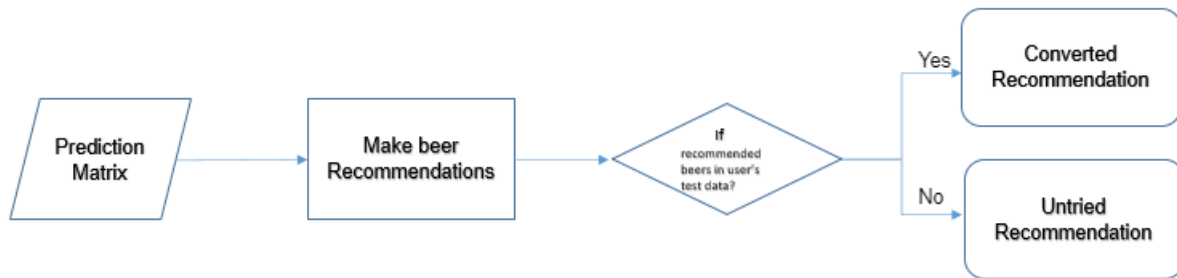 Prediction
Matrix
Make beer
Recommendations
If
recommended
beers in user's
test data?
Yes
Converted
Recommendation
No
Untried
Recommendation